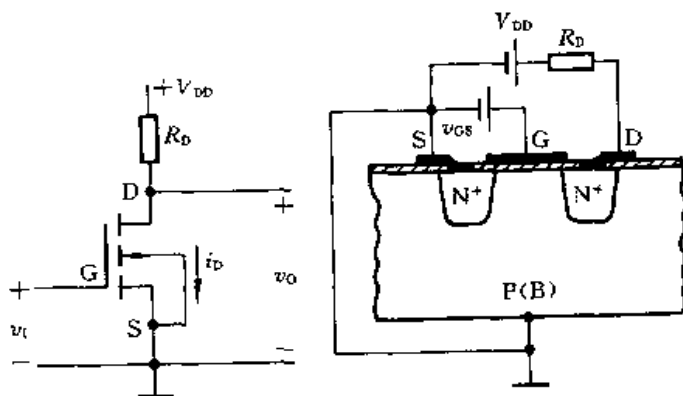 + V_DD
R_D
D
G
S
i_D
+
v_I
−
+
v_O
−
V_DD
R_D
v_GS
S
G
D
N⁺
N⁺
P(B)